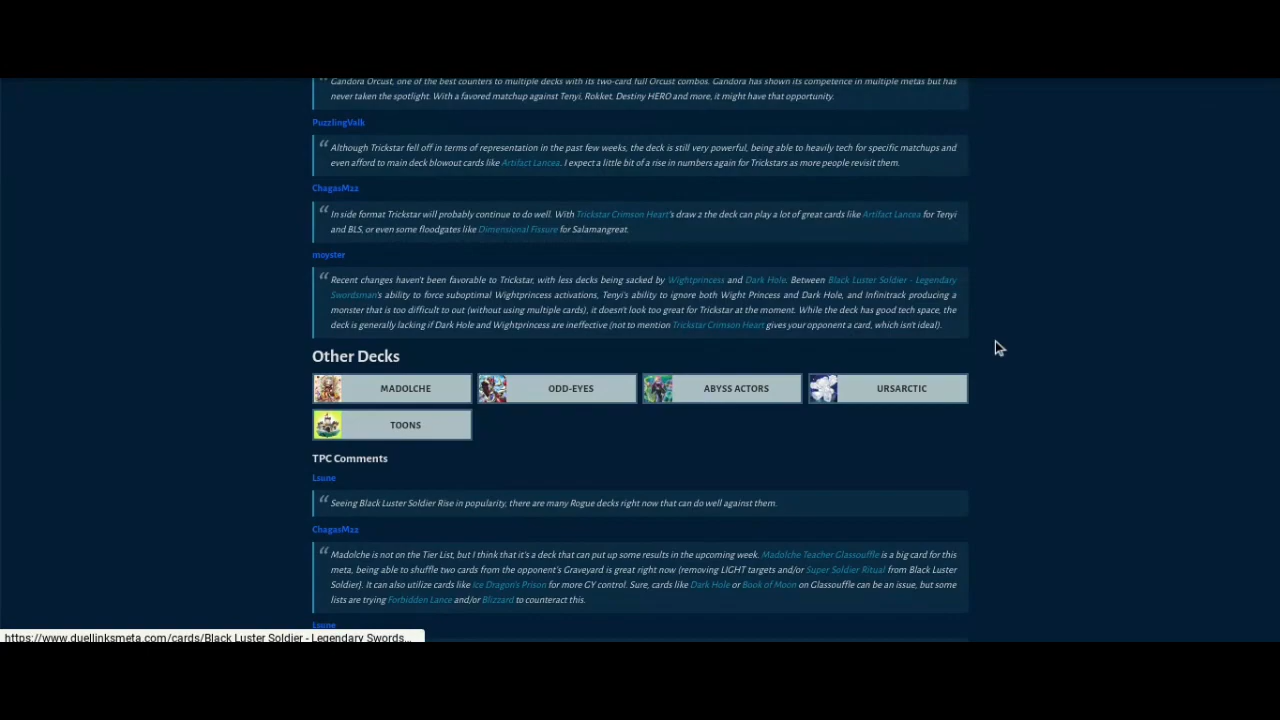 Gandora Orcust, one of the best counters to multiple decks with its two-card full Orcust combos. Gandora has shown its competence in multiple metas but has
never taken the spotlight. With a favored matchup against Tenyi, Rokket, Destiny HERO and more, it might have that opportunity.
PuzzlingValk
“ Although Trickstar fell off in terms of representation in the past few weeks, the deck is still very powerful, being able to heavily tech for specific matchups and
even afford to main deck blowout cards like Artifact Lancea. I expect a little bit of a rise in numbers again for Trickstars as more people revisit them.
ChagasM22
“ In side format Trickstar will probably continue to do well. With Trickstar Crimson Heart's draw 2 the deck can play a lot of great cards like Artifact Lancea for Tenyi
and BLS, or even some floodgates like Dimensional Fissure for Salamangreat.
moyster
“ Recent changes haven't been favorable to Trickstar, with less decks being sacked by Wightprincess and Dark Hole. Between Black Luster Soldier - Legendary
Swordsman's ability to force suboptimal Wightprincess activations, Tenyi's ability to ignore both Wight Princess and Dark Hole, and Infinitrack producing a
monster that is too difficult to out (without using multiple cards), it doesn't look too great for Trickstar at the moment. While the deck has good tech space, the
deck is generally lacking if Dark Hole and Wightprincess are ineffective (not to mention Trickstar Crimson Heart gives your opponent a card, which isn't ideal).
Other Decks
MADOLCHE
ODD-EYES
ABYSS ACTORS
URSARCTIC
TOONS
TPC Comments
Lsune
“ Seeing Black Luster Soldier Rise in popularity, there are many Rogue decks right now that can do well against them.
ChagasM22
“ Madolche is not on the Tier List, but I think that it's a deck that can put up some results in the upcoming week. Madolche Teacher Glassouffle is a big card for this
meta, being able to shuffle two cards from the opponent's Graveyard is great right now (removing LIGHT targets and/or Super Soldier Ritual from Black Luster
Soldier). It can also utilize cards like Ice Dragon's Prison for more GY control. Sure, cards like Dark Hole or Book of Moon on Glassouffle can be an issue, but some
lists are trying Forbidden Lance and/or Blizzard to counteract this.
Lsune
https://www.duellinksmeta.com/cards/Black Luster Soldier - Legendary Swords...